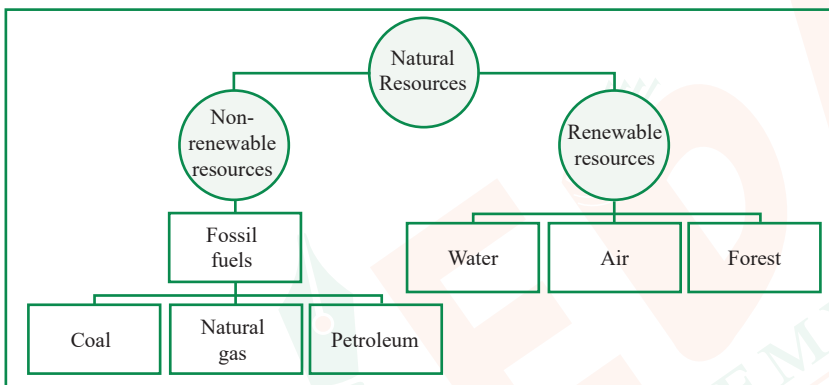 Natural
Resources
Non-
renewable
resources
Renewable
resources
Fossil
fuels
Water
Air
Forest
Coal
Natural
gas
Petroleum